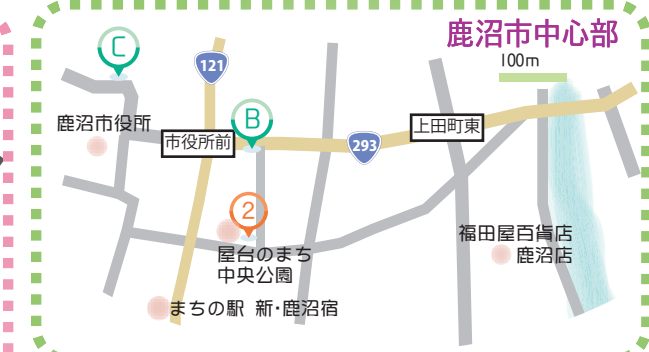 鹿沼市中心部
100m
C
121
鹿沼市役所
市役所前
B
293
上田町東
2
屋台のまち
中央公園
福田屋百貨店
鹿沼店
まちの駅 新・鹿沼宿